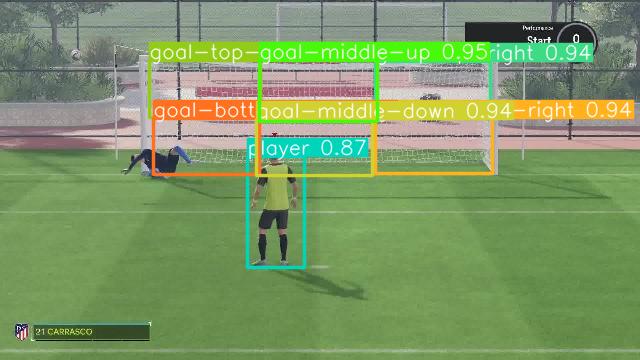 Performance
Start 0
goal-top-goal-middle-up 0.95right 0.94
goal-bottgoal-middle-down 0.94-right 0.94
player 0.87
21 CARRASCO